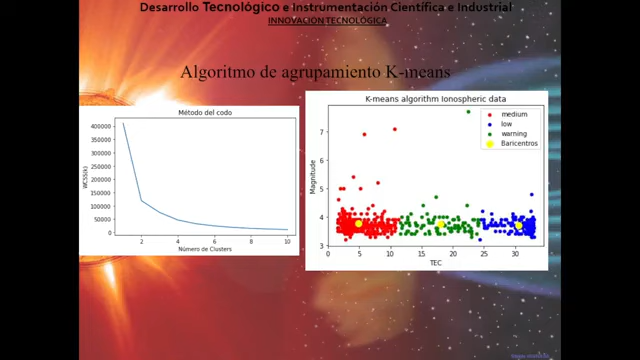 Desarrollo Tecnológico e Instrumentación Científica e Industrial
INNOVACIÓN TECNOLÓGICA
Algoritmo de agrupamiento K-means
Método del codo
WCSS(k)
400000
350000
300000
250000
200000
150000
100000
50000
0
2
4
6
8
10
Número de Clusters
K-means algorithm Ionospheric data
medium
low
warning
Baricentros
Magnitude
7
6
5
4
3
0
5
10
15
20
25
30
TEC